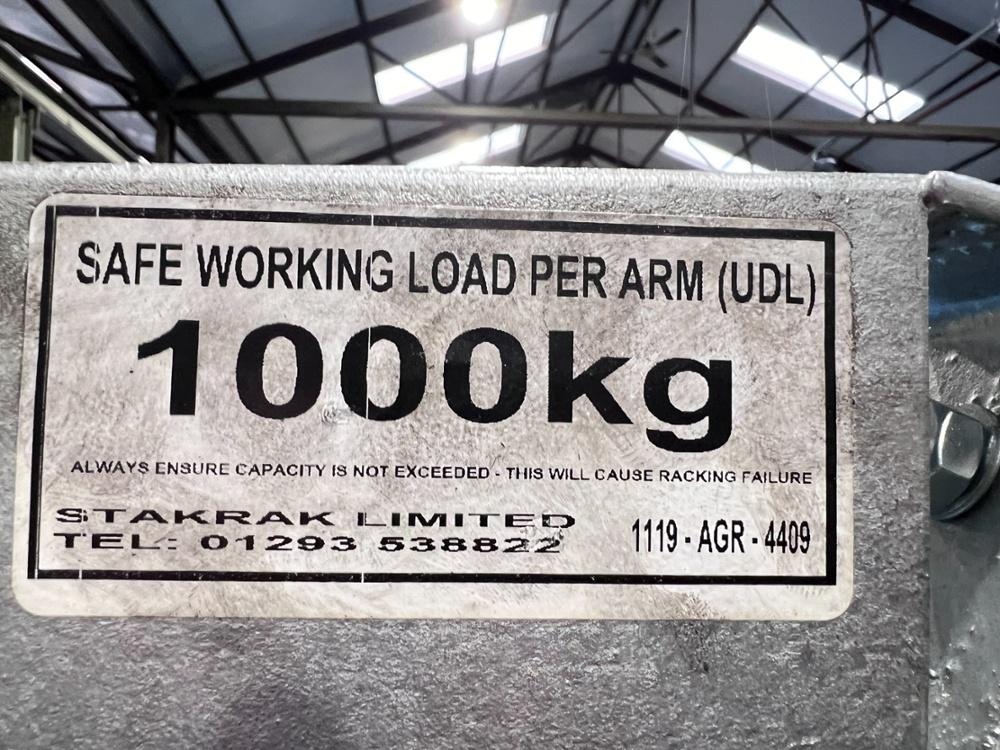 SAFE WORKING LOAD PER ARM (UDL)
1000kg
ALWAYS ENSURE CAPACITY IS NOT EXCEEDED - THIS WILL CAUSE RACKING FAILURE
STAKRAK LIMITED
TEL: 01293 538822
1119 - AGR - 4409